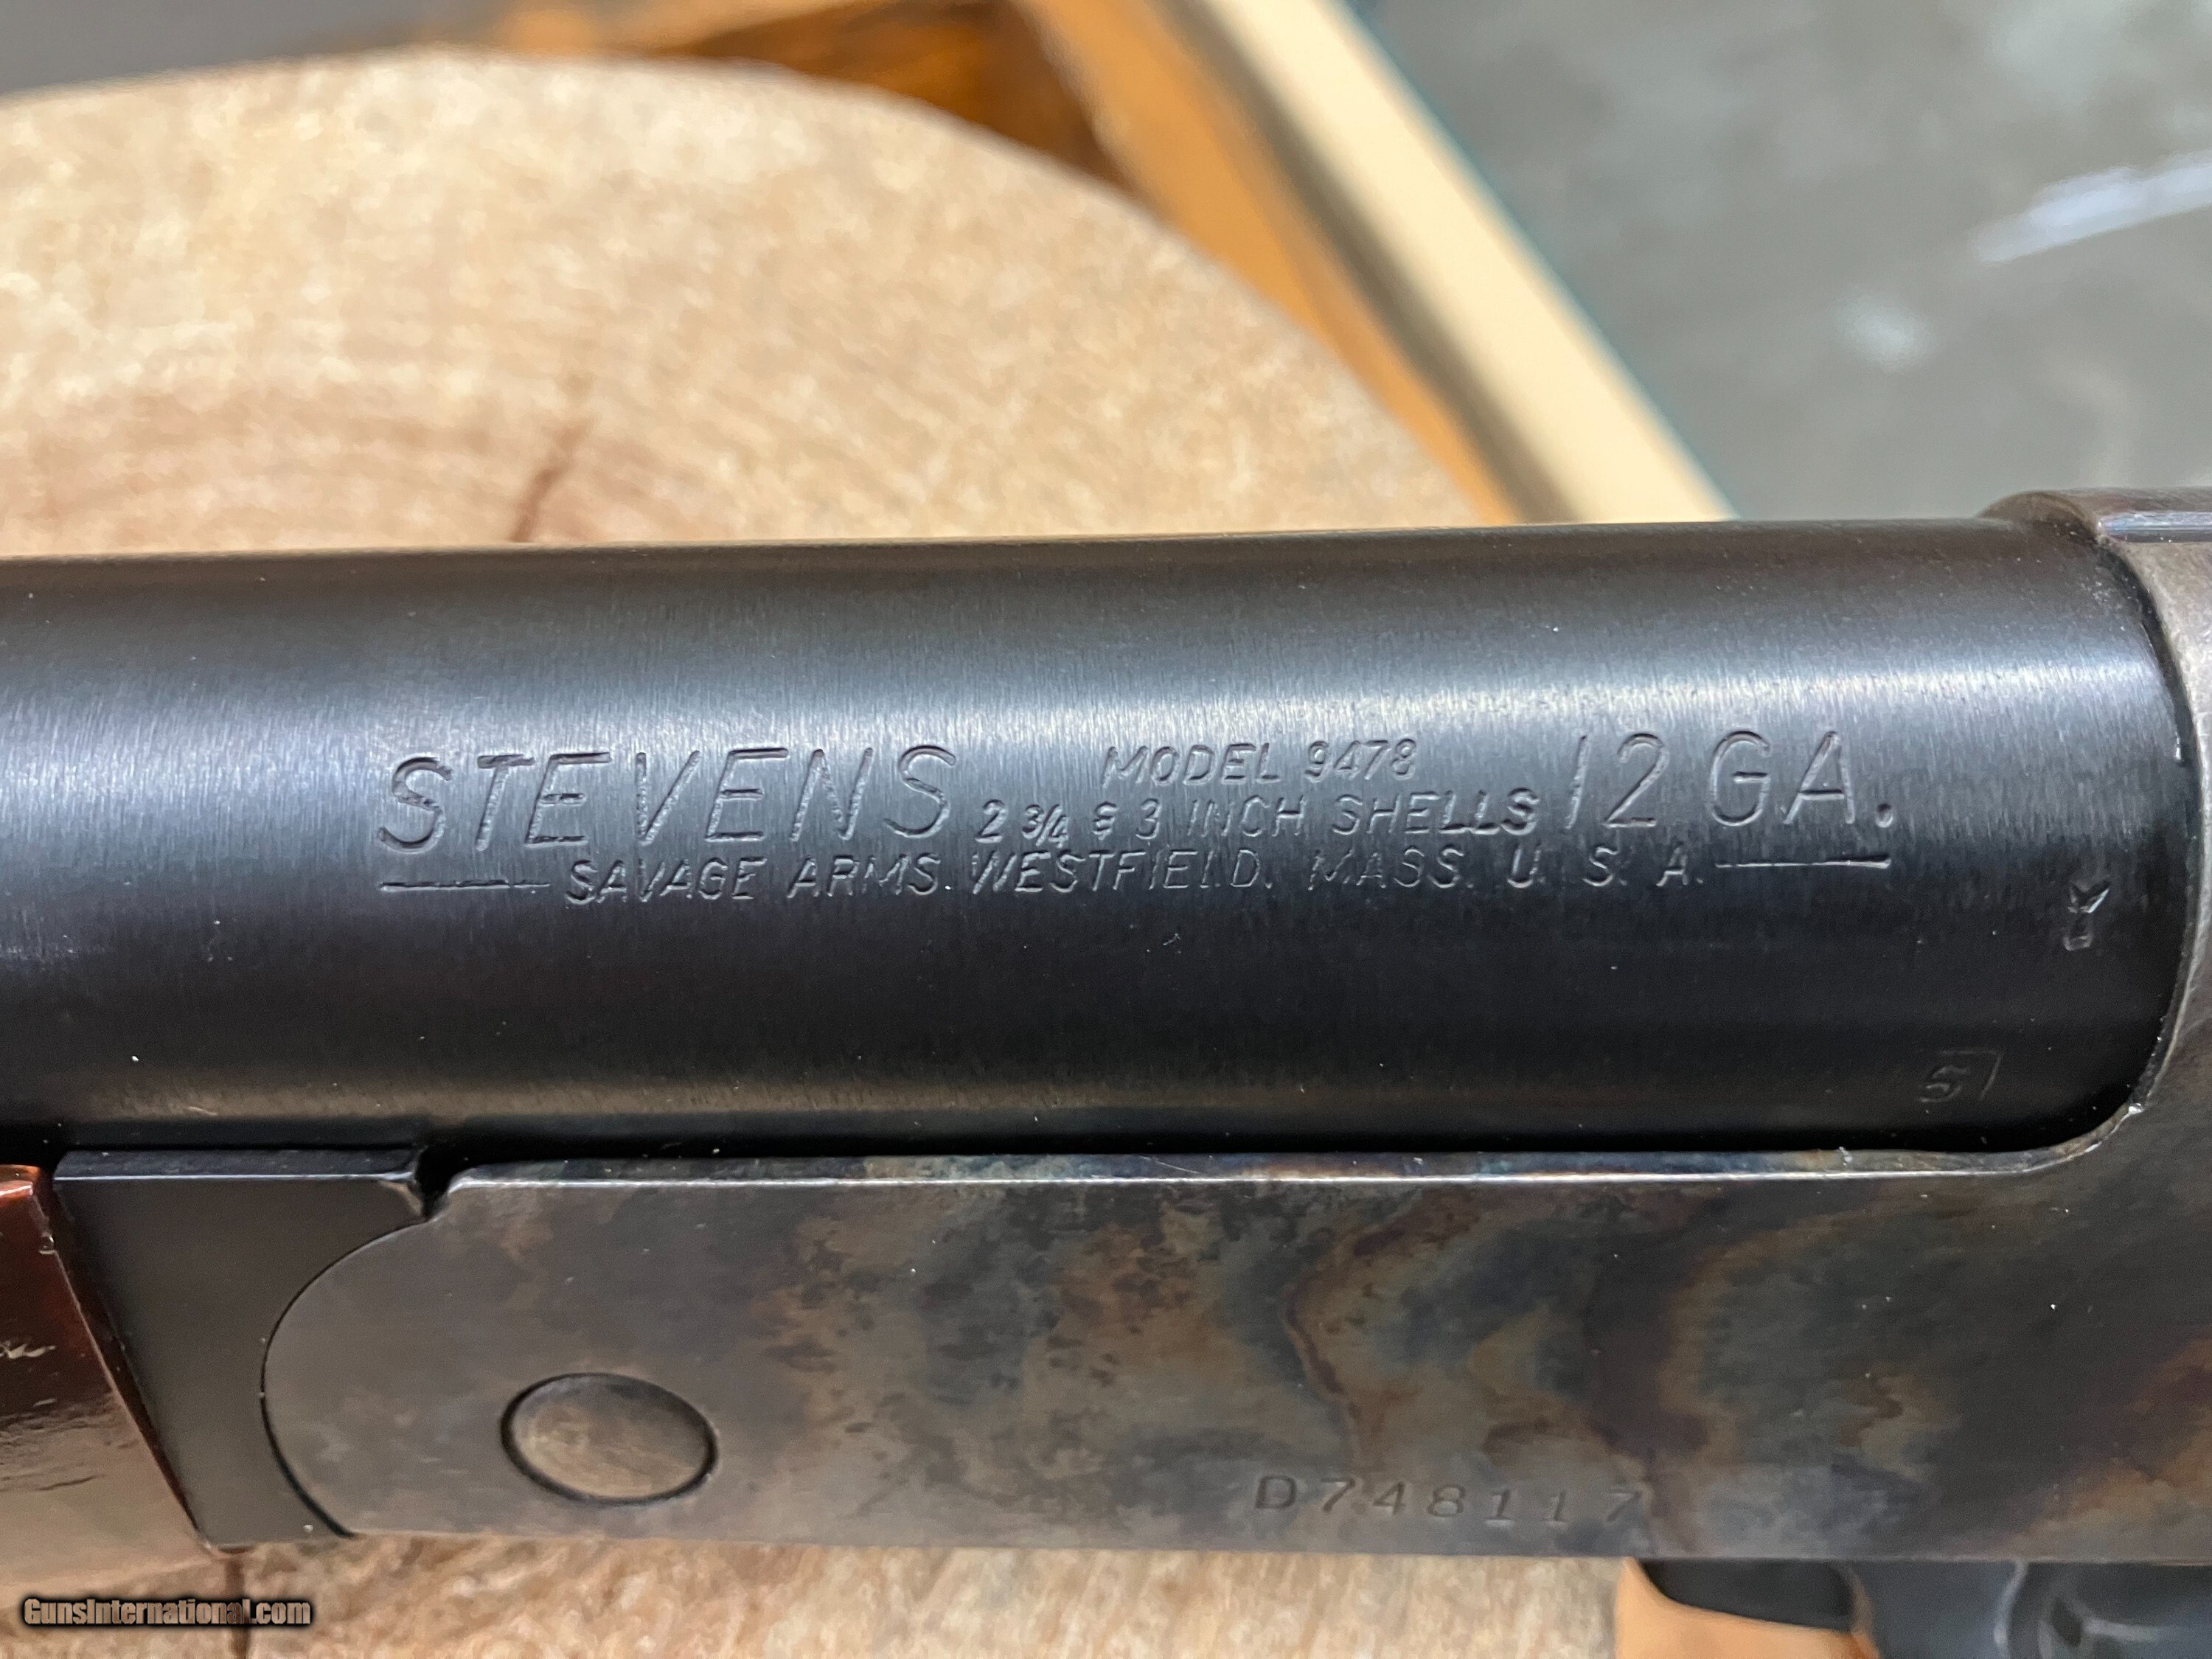 STEVENS MODEL 9478 12 GA.
2 3/4 & 3 INCH SHELLS
SAVAGE ARMS. WESTFIELD, MASS. U. S. A.
S
D748117
GunsInternational.com